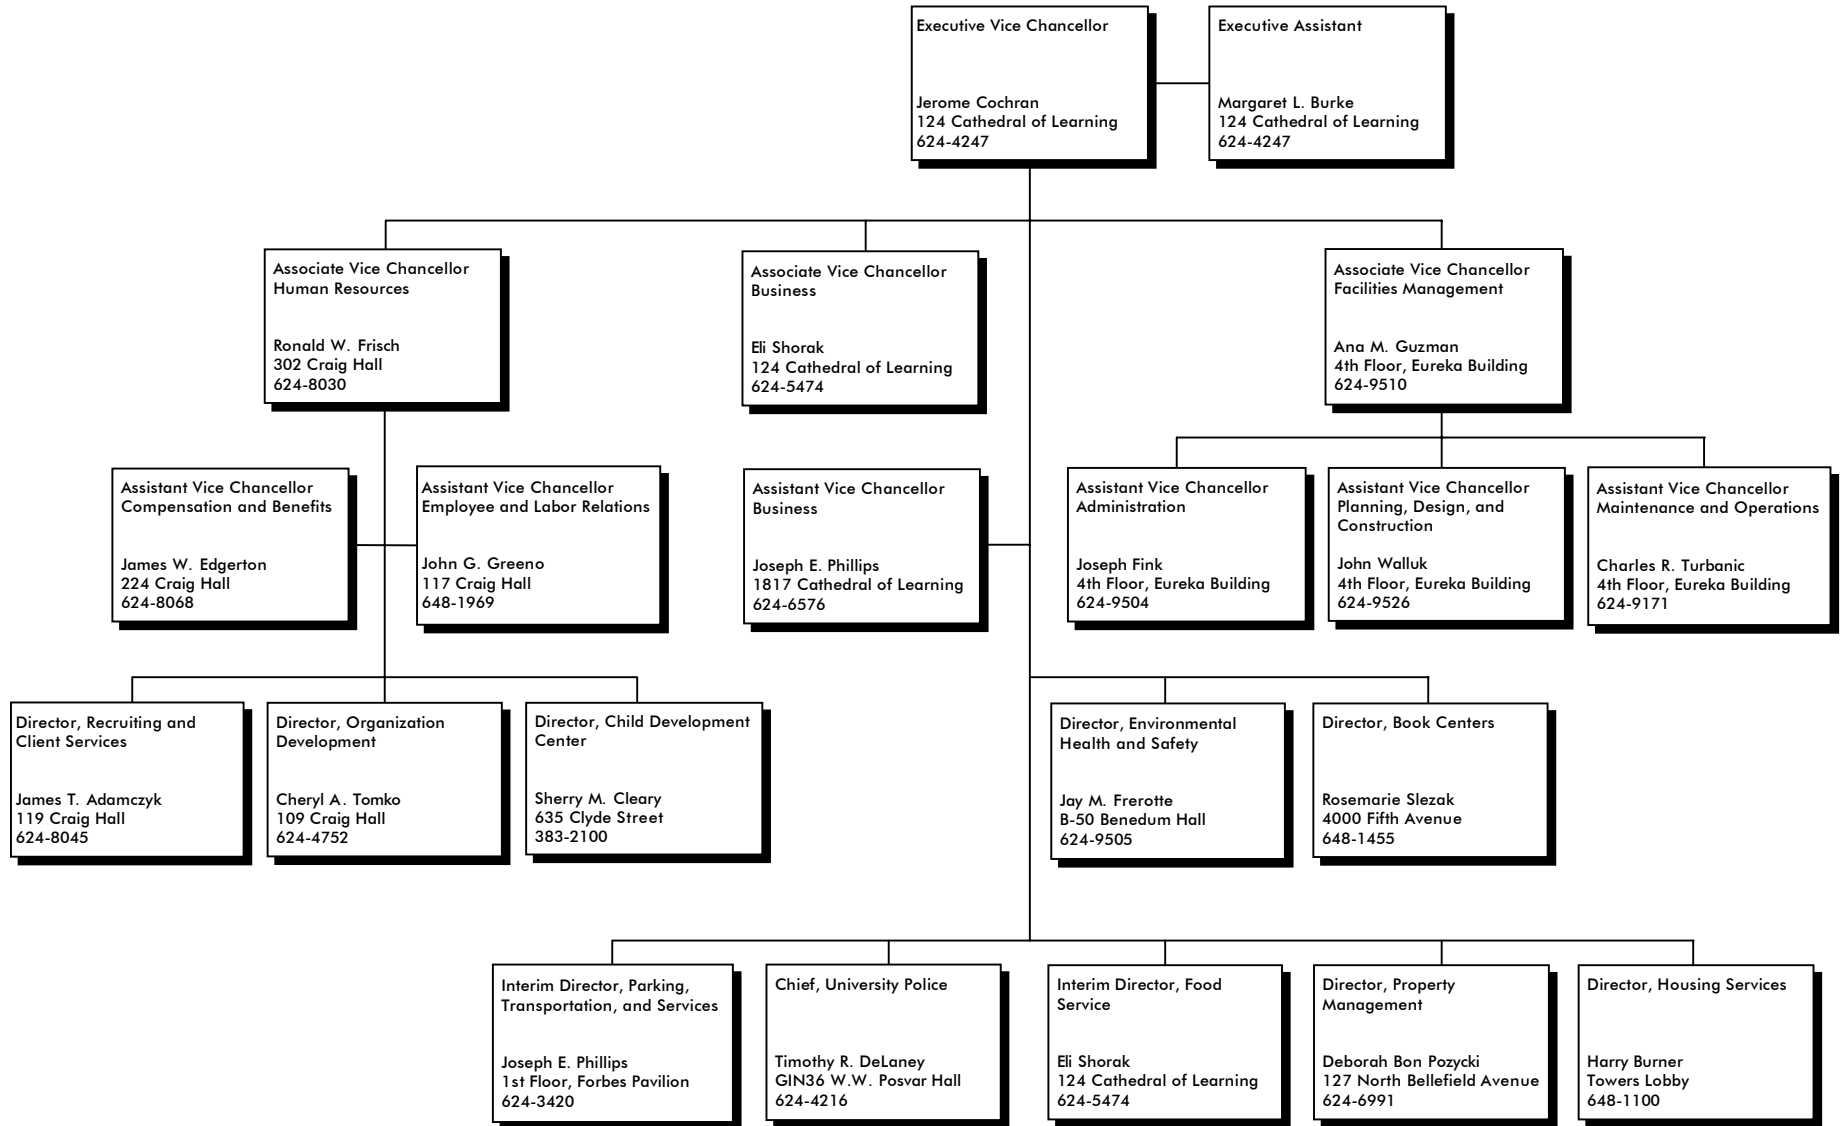 Executive Vice Chancellor
Jerome Cochran
124 Cathedral of Learning
624-4247
Executive Assistant
Margaret L. Burke
124 Cathedral of Learning
624-4247
Associate Vice Chancellor
Human Resources
Ronald W. Frisch
302 Craig Hall
624-8030
Associate Vice Chancellor
Business
Eli Shorak
124 Cathedral of Learning
624-5474
Associate Vice Chancellor
Facilities Management
Ana M. Guzman
4th Floor, Eureka Building
624-9510
Assistant Vice Chancellor
Compensation and Benefits
James W. Edgerton
224 Craig Hall
624-8068
Assistant Vice Chancellor
Employee and Labor Relations
John G. Greeno
117 Craig Hall
648-1969
Assistant Vice Chancellor
Business
Joseph E. Phillips
1817 Cathedral of Learning
624-6576
Assistant Vice Chancellor
Administration
Joseph Fink
4th Floor, Eureka Building
624-9504
Assistant Vice Chancellor
Planning, Design, and
Construction
John Walluk
4th Floor, Eureka Building
624-9526
Assistant Vice Chancellor
Maintenance and Operations
Charles R. Turbanic
4th Floor, Eureka Building
624-9171
Director, Recruiting and
Client Services
James T. Adamczyk
119 Craig Hall
624-8045
Director, Organization
Development
Cheryl A. Tomko
109 Craig Hall
624-4752
Director, Child Development
Center
Sherry M. Cleary
635 Clyde Street
383-2100
Director, Environmental
Health and Safety
Jay M. Frerotte
B-50 Benedum Hall
624-9505
Director, Book Centers
Rosemarie Slezak
4000 Fifth Avenue
648-1455
Interim Director, Parking,
Transportation, and Services
Joseph E. Phillips
1st Floor, Forbes Pavilion
624-3420
Chief, University Police
Timothy R. DeLaney
GIN36 W.W. Posvar Hall
624-4216
Interim Director, Food
Service
Eli Shorak
124 Cathedral of Learning
624-5474
Director, Property
Management
Deborah Bon Pozycki
127 North Bellefield Avenue
624-6991
Director, Housing Services
Harry Burner
Towers Lobby
648-1100